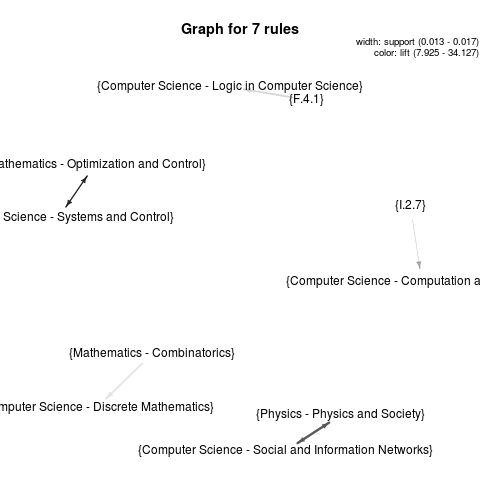 Graph for 7 rules
width: support (0.013 - 0.017)
color: lift (7.925 - 34.127)
{Computer Science - Logic in Computer Science}
{F.4.1}
athematics - Optimization and Control}
{I.2.7}
Science - Systems and Control}
{Computer Science - Computation a
{Mathematics - Combinatorics}
mputer Science - Discrete Mathematics}
{Physics - Physics and Society}
{Computer Science - Social and Information Networks}